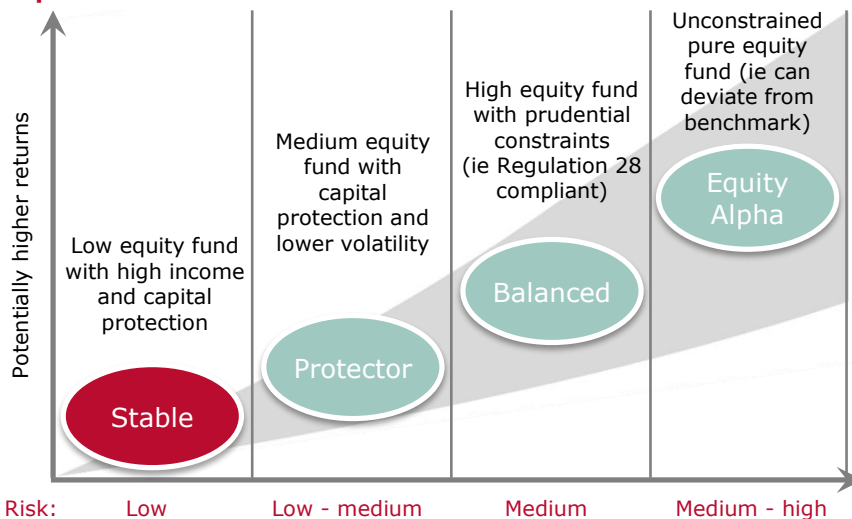 Unconstrained
pure equity
fund (ie can
deviate from
benchmark)
High equity fund
with prudential
constraints
(ie Regulation 28
compliant)
Medium equity
fund with
capital
protection and
lower volatility
Low equity fund
with high income
and capital
protection
Potentially higher returns
Equity
Alpha
Balanced
Protector
Stable
Risk: Low Low - medium Medium Medium - high